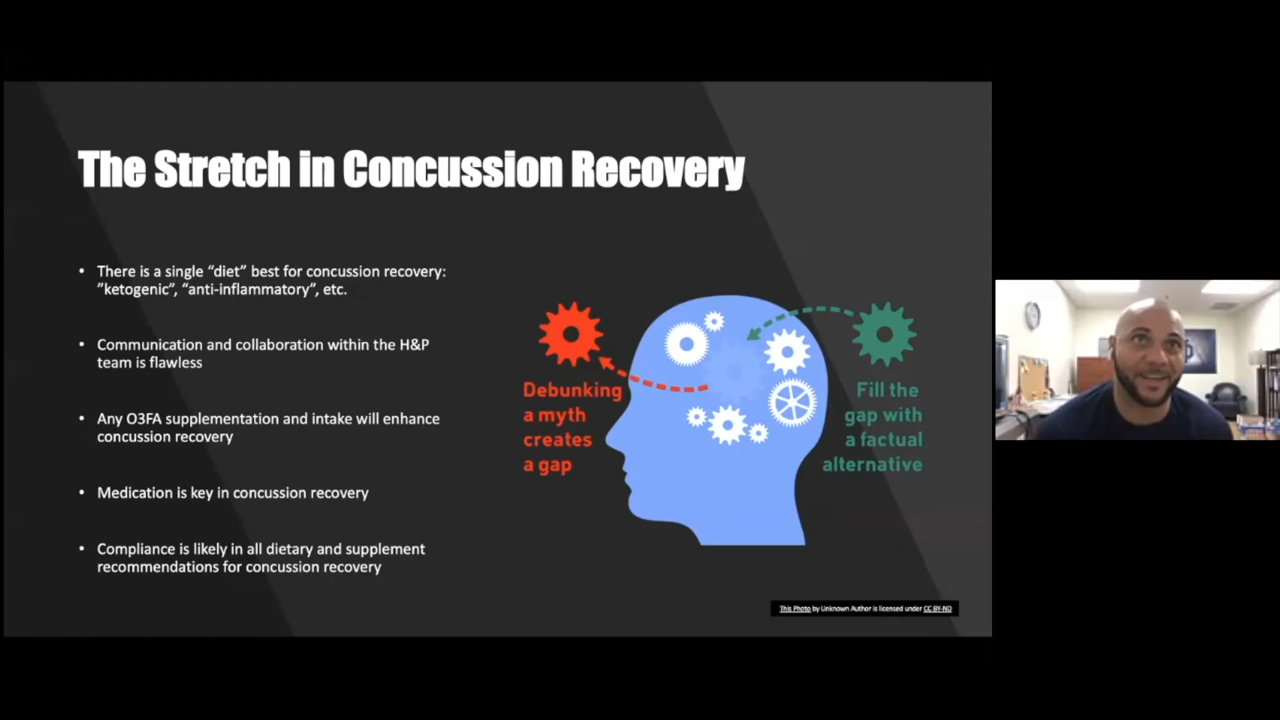 The Stretch in Concussion Recovery
• There is a single “diet” best for concussion recovery:
”ketogenic”, “anti-inflammatory”, etc.
• Communication and collaboration within the H&P
team is flawless
• Any O3FA supplementation and intake will enhance
concussion recovery
• Medication is key in concussion recovery
• Compliance is likely in all dietary and supplement
recommendations for concussion recovery
Debunking
a myth
creates
a gap
Fill the
gap with
a factual
alternative
This Photo by Unknown Author is licensed under CC BY-ND